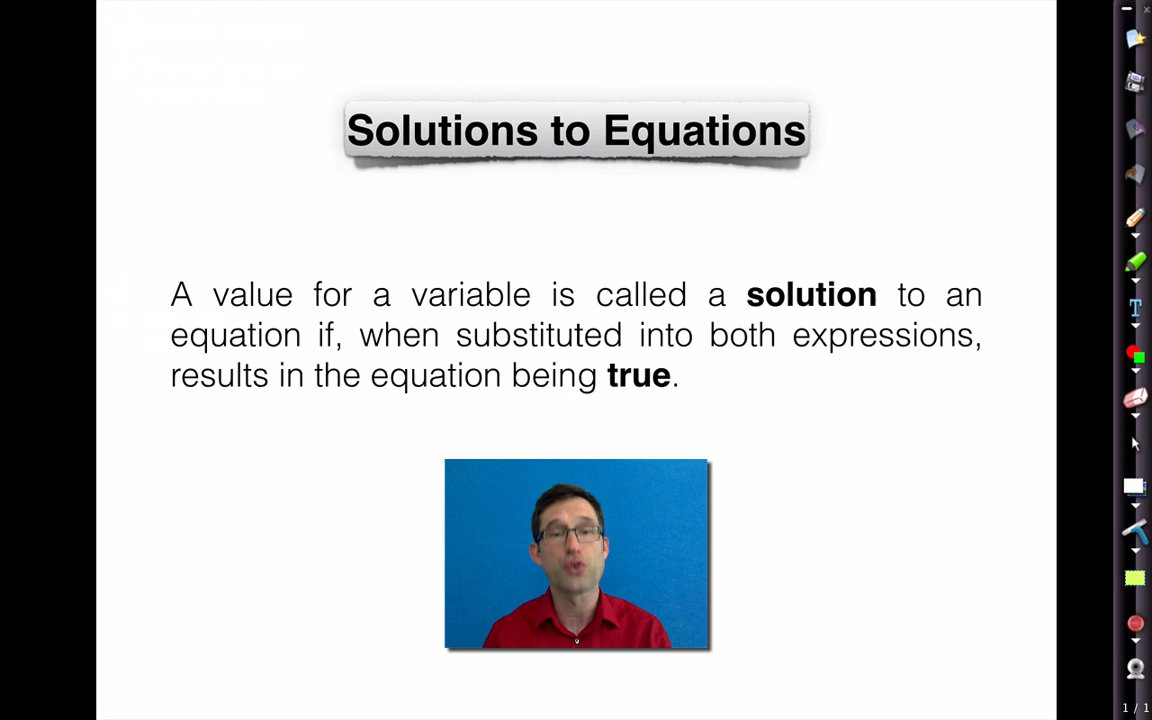 Solutions to Equations
A value for a variable is called a solution to an
equation if, when substituted into both expressions,
results in the equation being true.
T
1 / 1